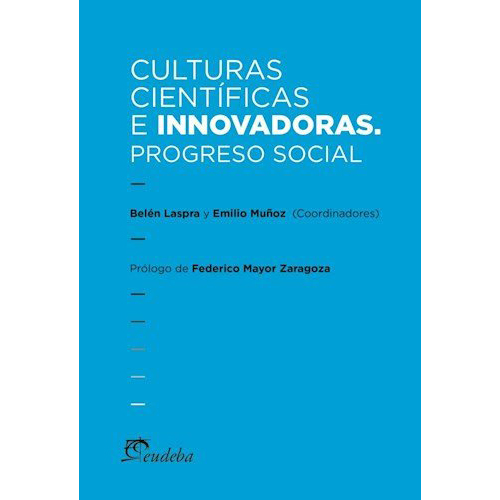 CULTURAS
CIENTÍFICAS
E INNOVADORAS.
PROGRESO SOCIAL
Belén Laspra y Emilio Muñoz (Coordinadores)
Prólogo de Federico Mayor Zaragoza
Eudeba